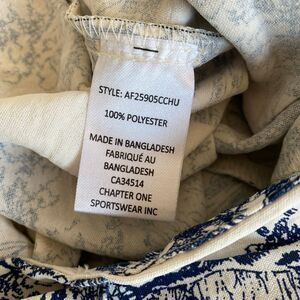 STYLE: AF25905CCHU
100% POLYESTER
MADE IN BANGLADESH
FABRIQUÉ AU
BANGLADESH
CA34514
CHAPTER ONE
SPORTSWEAR INC